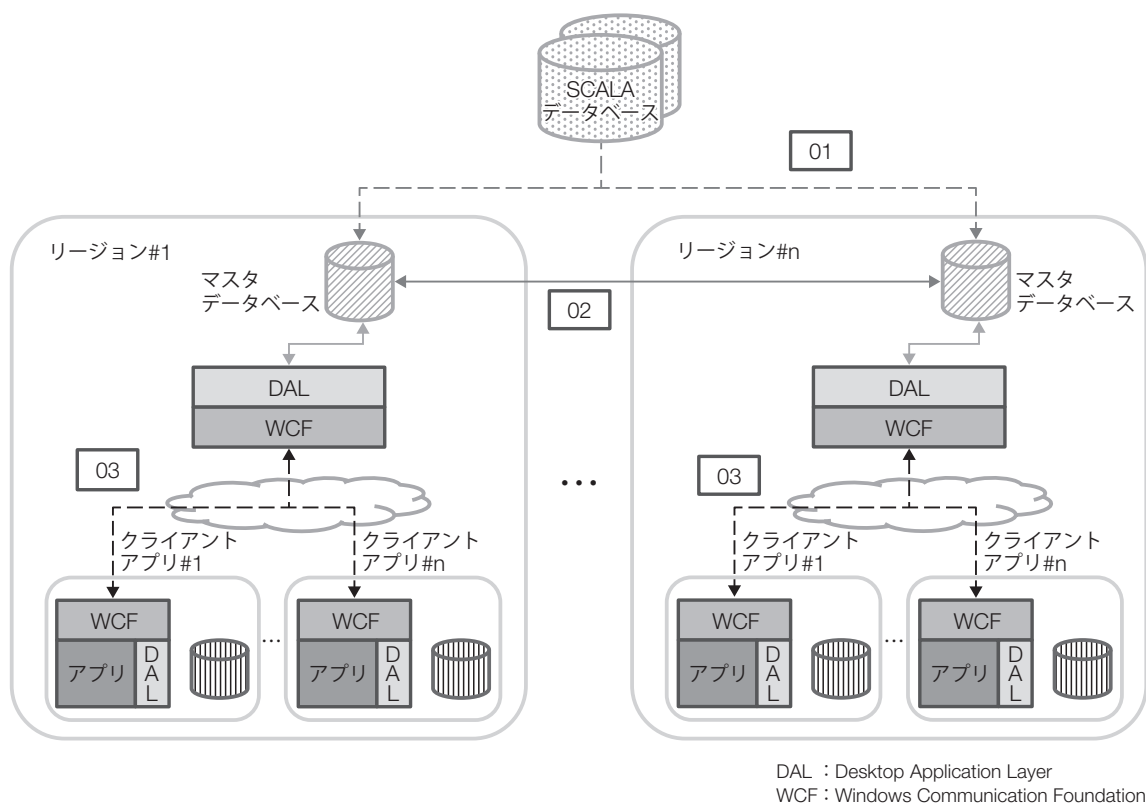 SCALA
データベース
01
リージョン#1
マスタ
データベース
リージョン#n
マスタ
データベース
02
DAL
WCF
DAL
WCF
03
…
03
クライアント
アプリ#1
クライアント
アプリ#n
クライアント
アプリ#1
クライアント
アプリ#n
WCF
アプリ
DAL
…
WCF
アプリ
DAL
WCF
アプリ
DAL
…
WCF
アプリ
DAL
DAL:Desktop Application Layer
WCF:Windows Communication Foundation